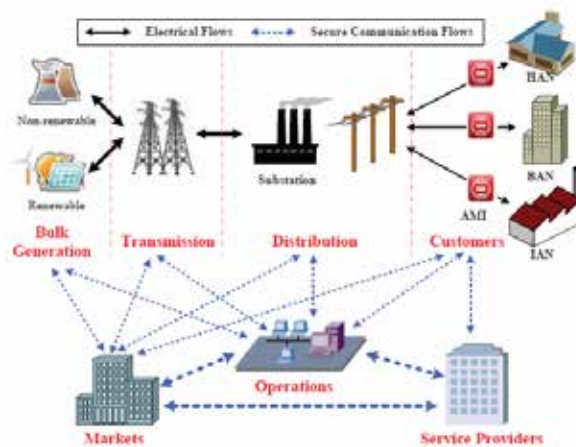 Electrical Flows
Secure Communication Flows
Non-renewable
Renewable
Substation
HAN
BAN
AMI
IAN
Bulk
Generation
Transmission
Distribution
Customers
Operations
Markets
Service Providers